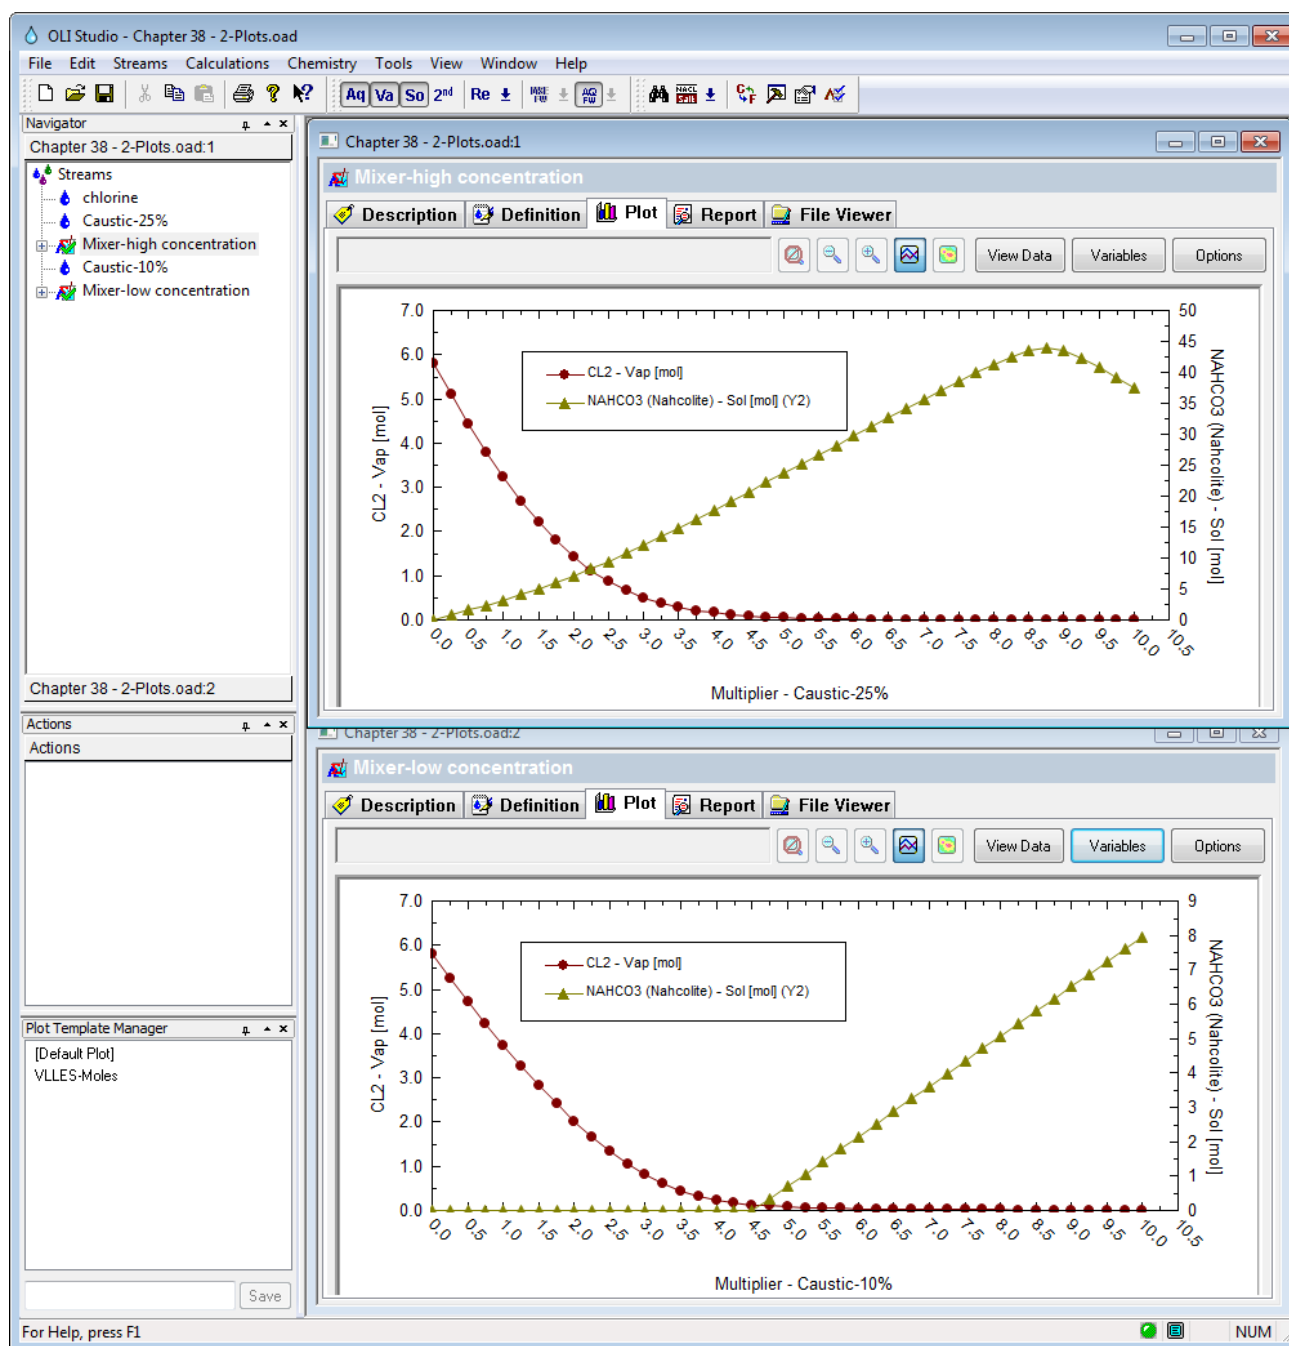 OLI Studio - Chapter 38 - 2-Plots.oad
File Edit Streams Calculations Chemistry Tools View Window Help
Aq Va So 2nd Re
Navigator
Chapter 38 - 2-Plots.oad:1
Streams
chlorine
Caustic-25%
Mixer-high concentration
Caustic-10%
Mixer-low concentration
Chapter 38 - 2-Plots.oad:2
Actions
Actions
Plot Template Manager
[Default Plot]
VLLES-Moles
Save
Chapter 38 - 2-Plots.oad:1
Mixer-high concentration
Description Definition Plot Report File Viewer
View Data Variables Options
CL2 - Vap [mol]
7.0
6.0
5.0
4.0
3.0
2.0
1.0
0.0
CL2 - Vap [mol]
NAHCO3 (Nahcolite) - Sol [mol] (Y2)
50
45
40
35
30
25
20
15
10
5
0
NAHCO3 (Nahcolite) - Sol [mol]
0.0 0.5 1.0 1.5 2.0 2.5 3.0 3.5 4.0 4.5 5.0 5.5 6.0 6.5 7.0 7.5 8.0 8.5 9.0 9.5 10.0 10.5
Multiplier - Caustic-25%
Chapter 38 - 2-Plots.oad:2
Mixer-low concentration
Description Definition Plot Report File Viewer
View Data Variables Options
CL2 - Vap [mol]
7.0
6.0
5.0
4.0
3.0
2.0
1.0
0.0
CL2 - Vap [mol]
NAHCO3 (Nahcolite) - Sol [mol] (Y2)
9
8
7
6
5
4
3
2
1
0
NAHCO3 (Nahcolite) - Sol [mol]
0.0 0.5 1.0 1.5 2.0 2.5 3.0 3.5 4.0 4.5 5.0 5.5 6.0 6.5 7.0 7.5 8.0 8.5 9.0 9.5 10.0 10.5
Multiplier - Caustic-10%
For Help, press F1
NUM